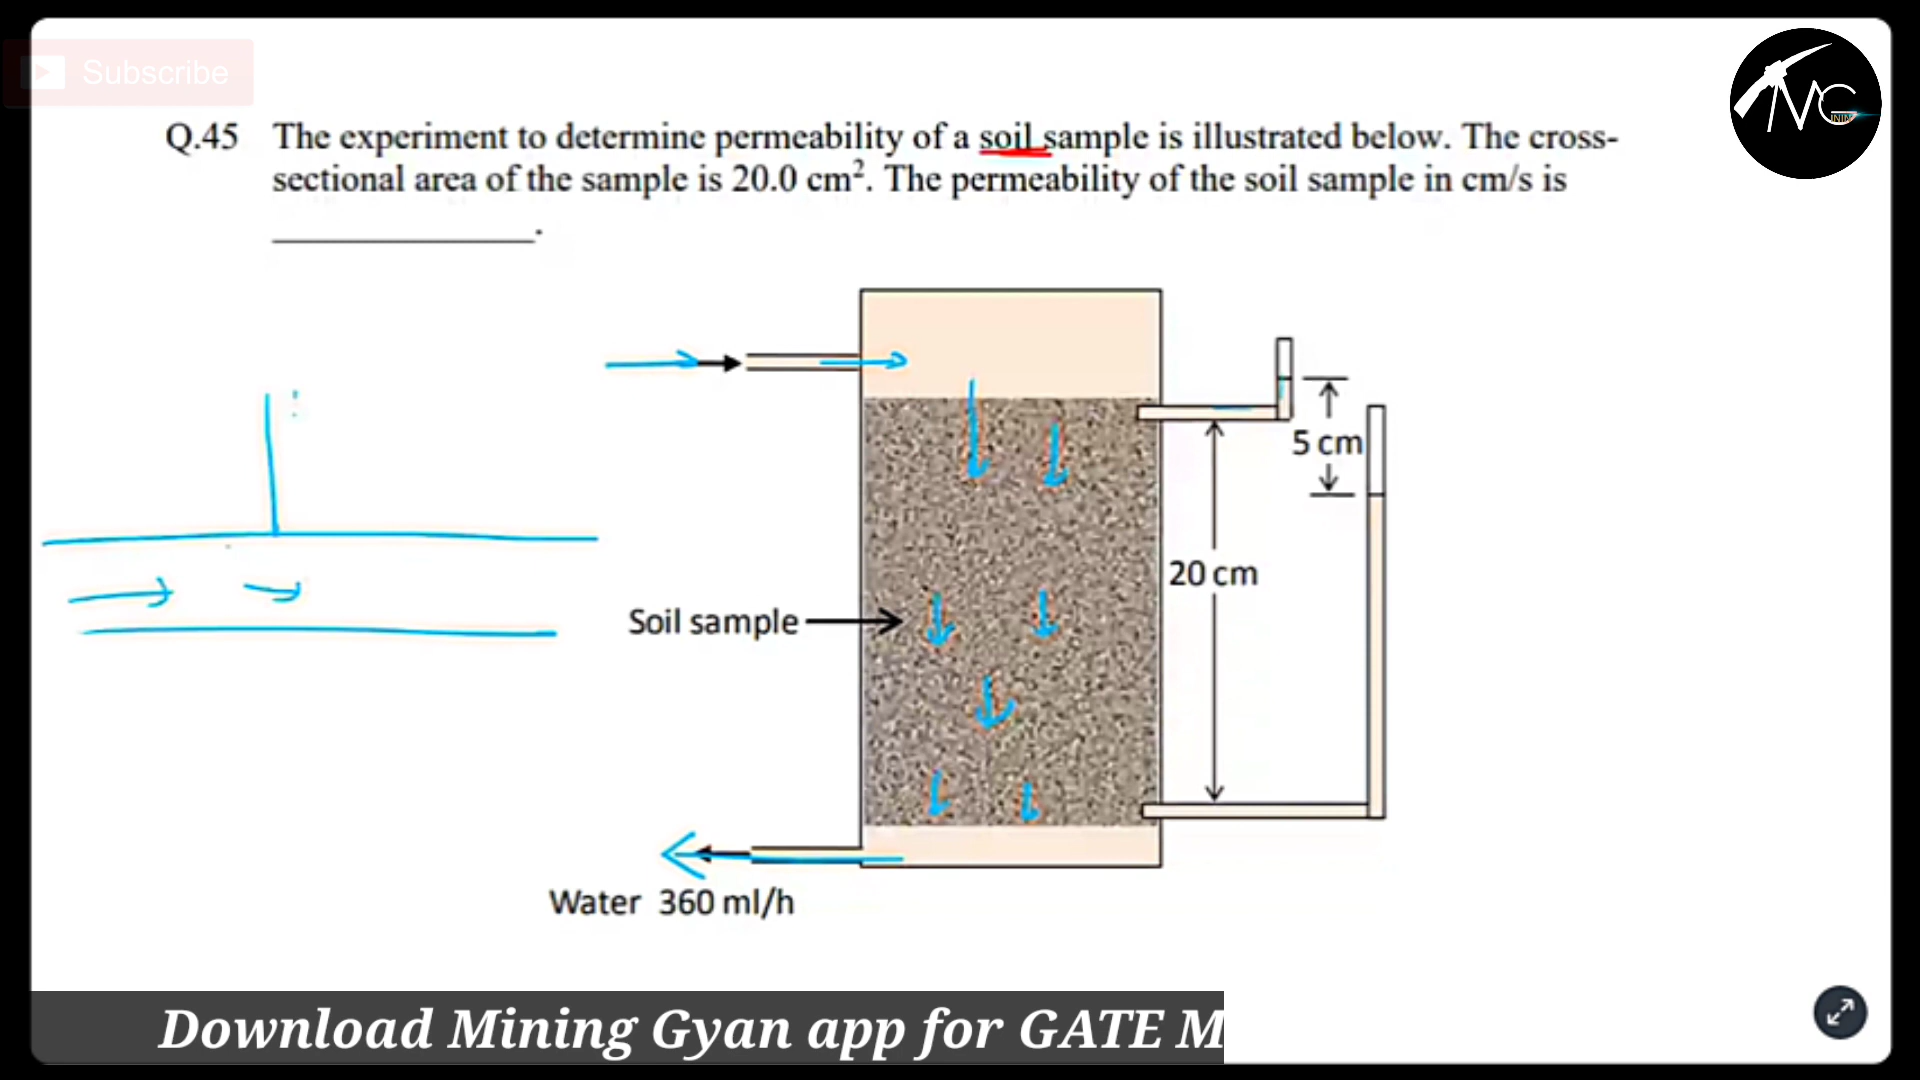 Subscribe
Q.45 The experiment to determine permeability of a soil sample is illustrated below. The cross-
sectional area of the sample is 20.0 cm². The permeability of the soil sample in cm/s is
_______________.
5 cm
20 cm
Soil sample
Water 360 ml/h
Download Mining Gyan app for GATE M